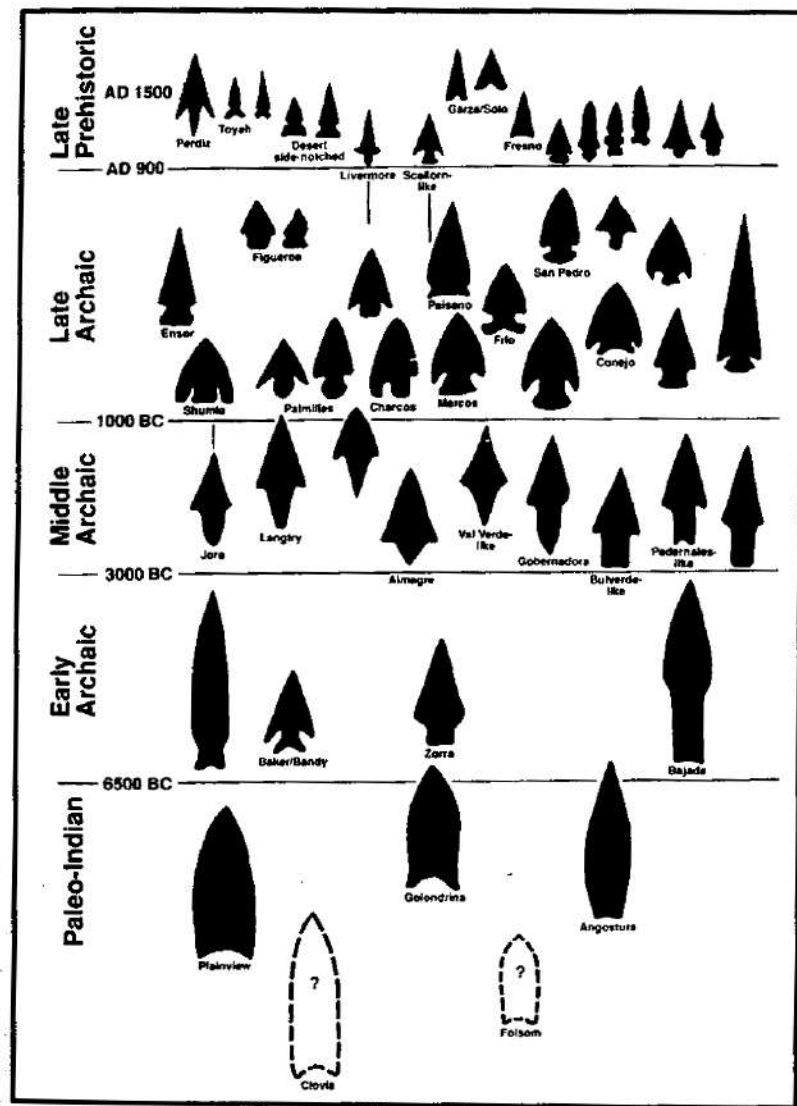 Late
Prehistoric
AD 1500
Perdiz
Toyah
Desert
side-notched
Garza/Soto
Fresno
AD 900
Livermore
Scallorn-
like
Late
Archaic
Ensor
Figueroa
Paisano
San Pedro
Frio
Conejo
Shumla
Palmillas
Charcos
Marcos
1000 BC
Middle
Archaic
Jora
Langtry
Almagre
Val Verde-
like
Gobernadora
Bulverde-
like
Pedernales-
like
3000 BC
Early
Archaic
Baker/Bandy
Zorra
Bajada
6500 BC
Paleo-Indian
Plainview
Golondrina
Angostura
?
Clovis
?
Folsom